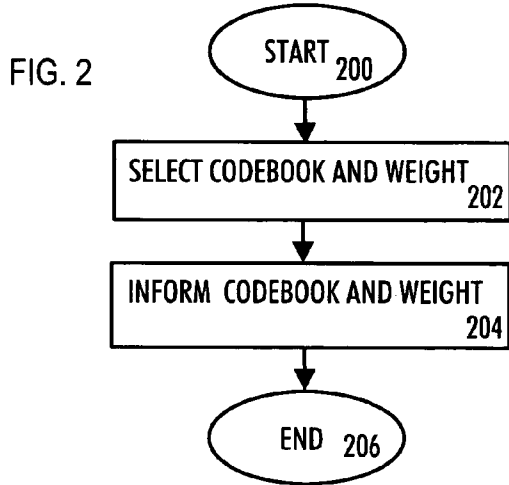 FIG. 2
START
200
SELECT CODEBOOK AND WEIGHT
202
INFORM CODEBOOK AND WEIGHT
204
END 206